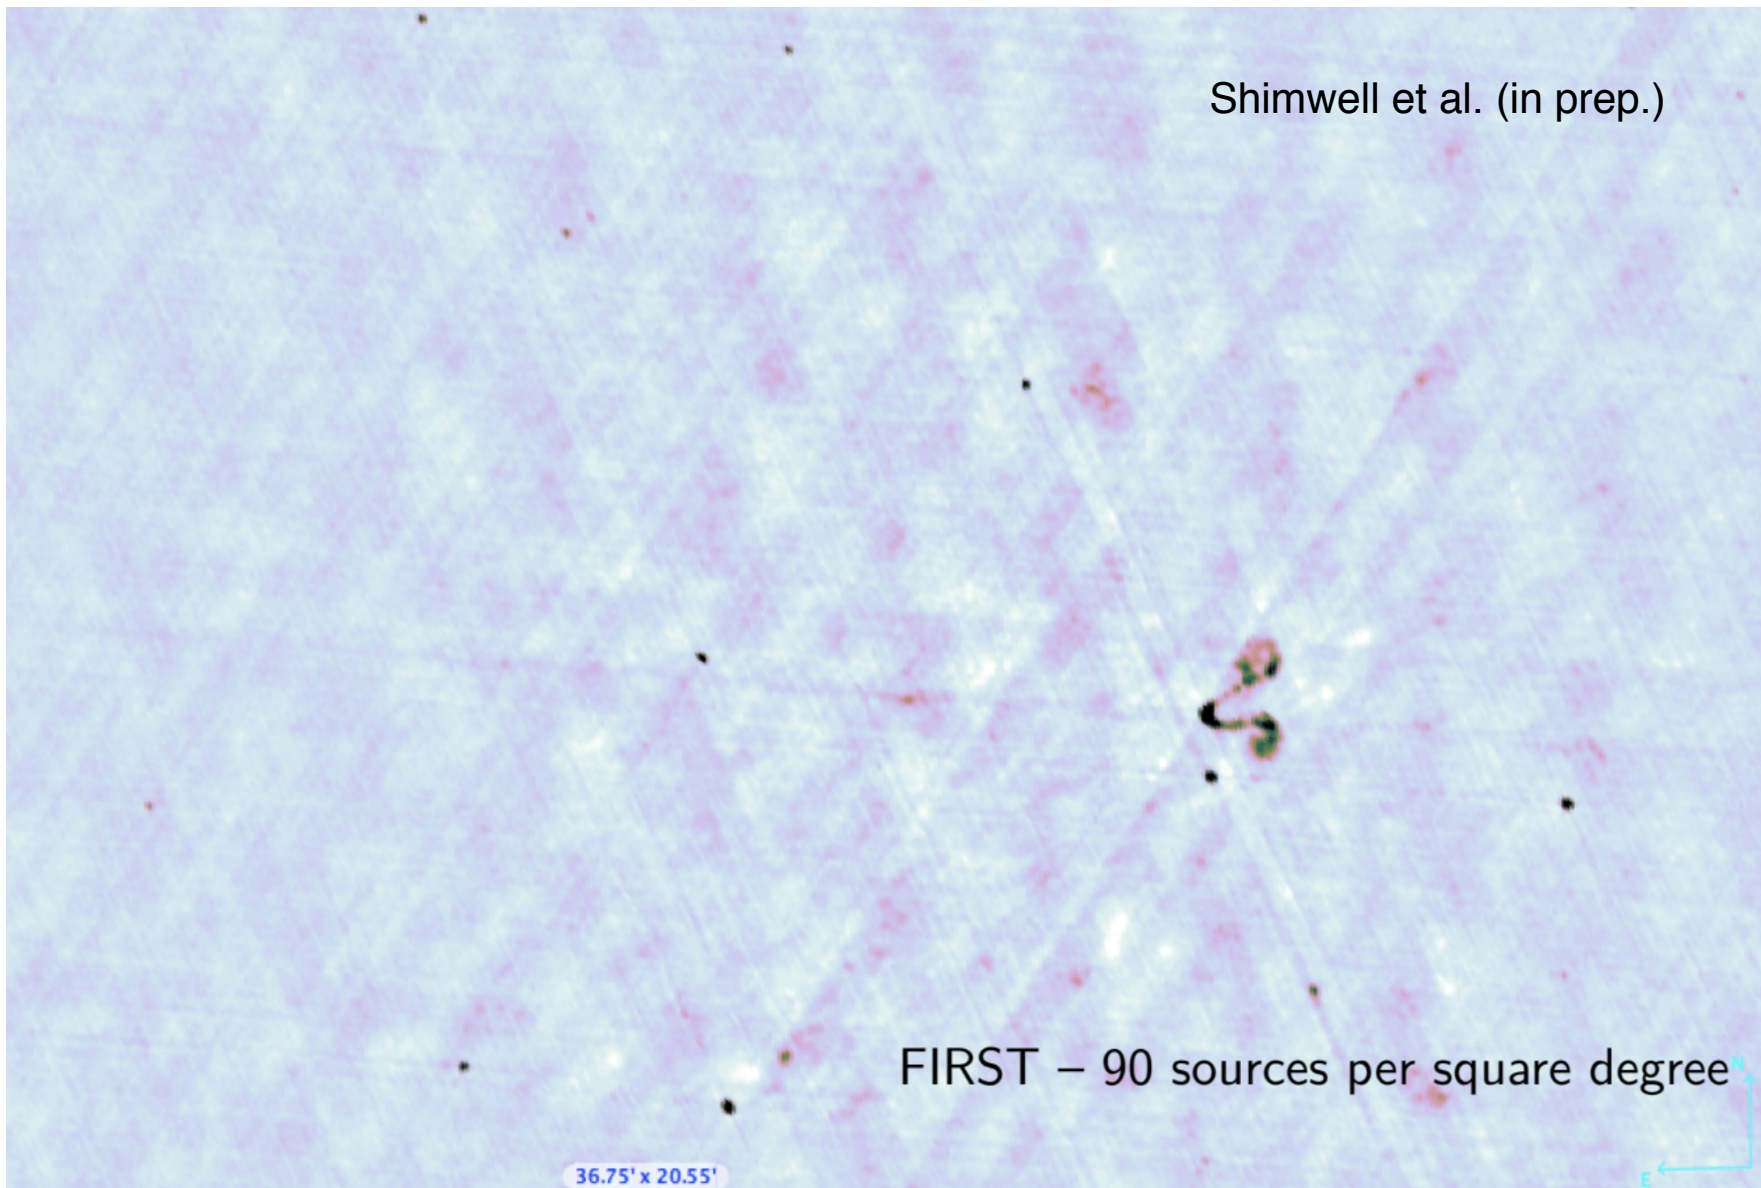 Shimwell et al. (in prep.)
FIRST – 90 sources per square degree
N
36.75' x 20.55'
E